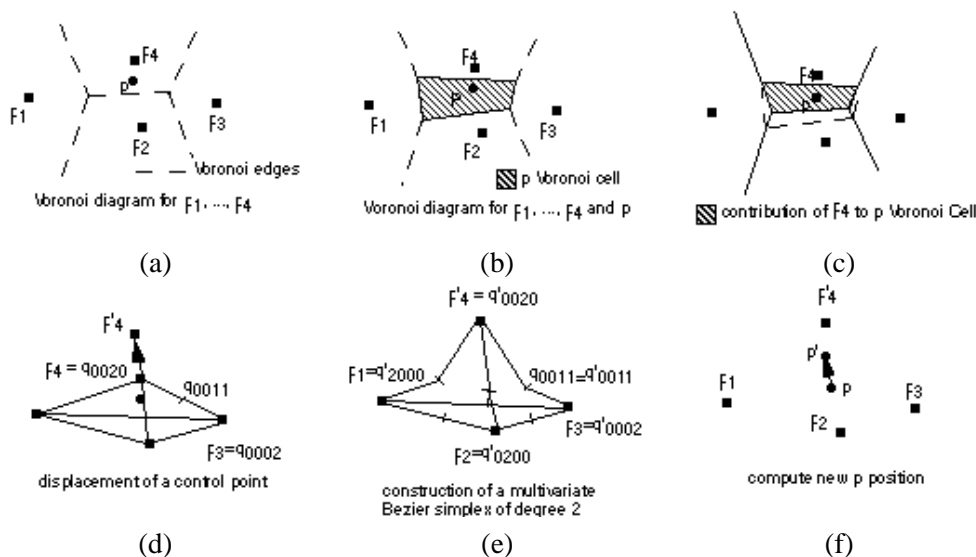 F4
p
F1
F3
F2
Voronoi edges
Voronoi diagram for F1, ..., F4
(a)
F4
P
F1
F3
F2
p Voronoi cell
Voronoi diagram for F1, ..., F4 and p
(b)
F4
p
contribution of F4 to p Voronoi Cell
(c)
F'4
F4 = q0020
q0011
F3=q0002
displacement of a control point
(d)
F'4 = q'0020
F1=q'2000
q0011=q'0011
F3=q'0002
F2=q'0200
construction of a multivariate
Bezier simplex of degree 2
(e)
F'4
p'
F1
p
F3
F2
compute new p position
(f)